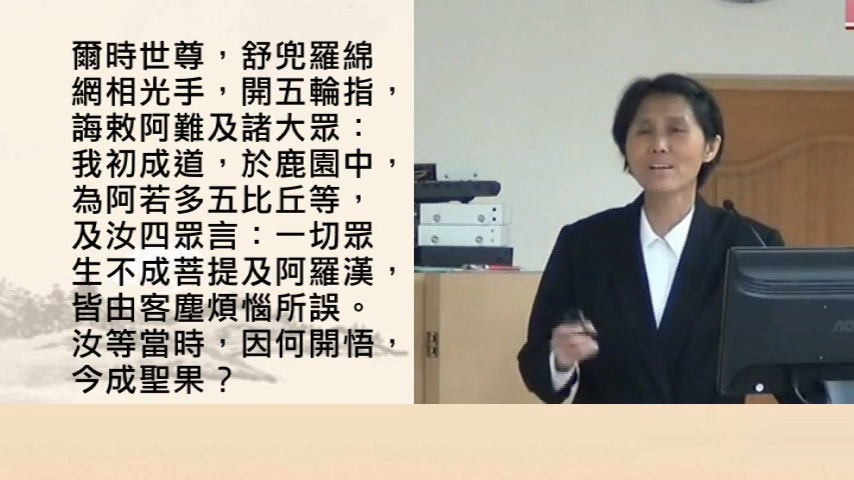 爾時世尊，舒兜羅綿
網相光手，開五輪指，
誨敕阿難及諸大眾：
我初成道，於鹿園中，
為阿若多五比丘等，
及汝四眾言：一切眾
生不成菩提及阿羅漢，
皆由客塵煩惱所誤。
汝等當時，因何開悟，
今成聖果？
AOC